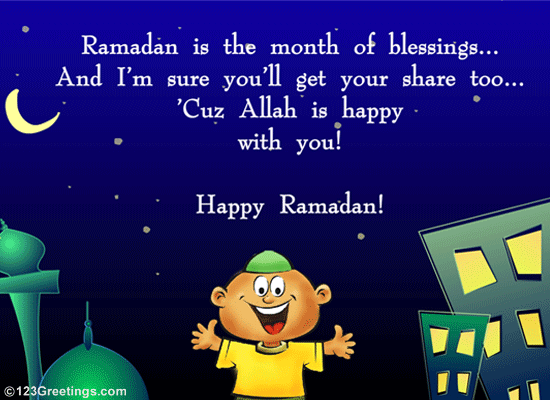 Ramadan is the month of blessings...
And I'm sure you'll get your share too...
'Cuz Allah is happy
with you!
Happy Ramadan!
©123Greetings.com